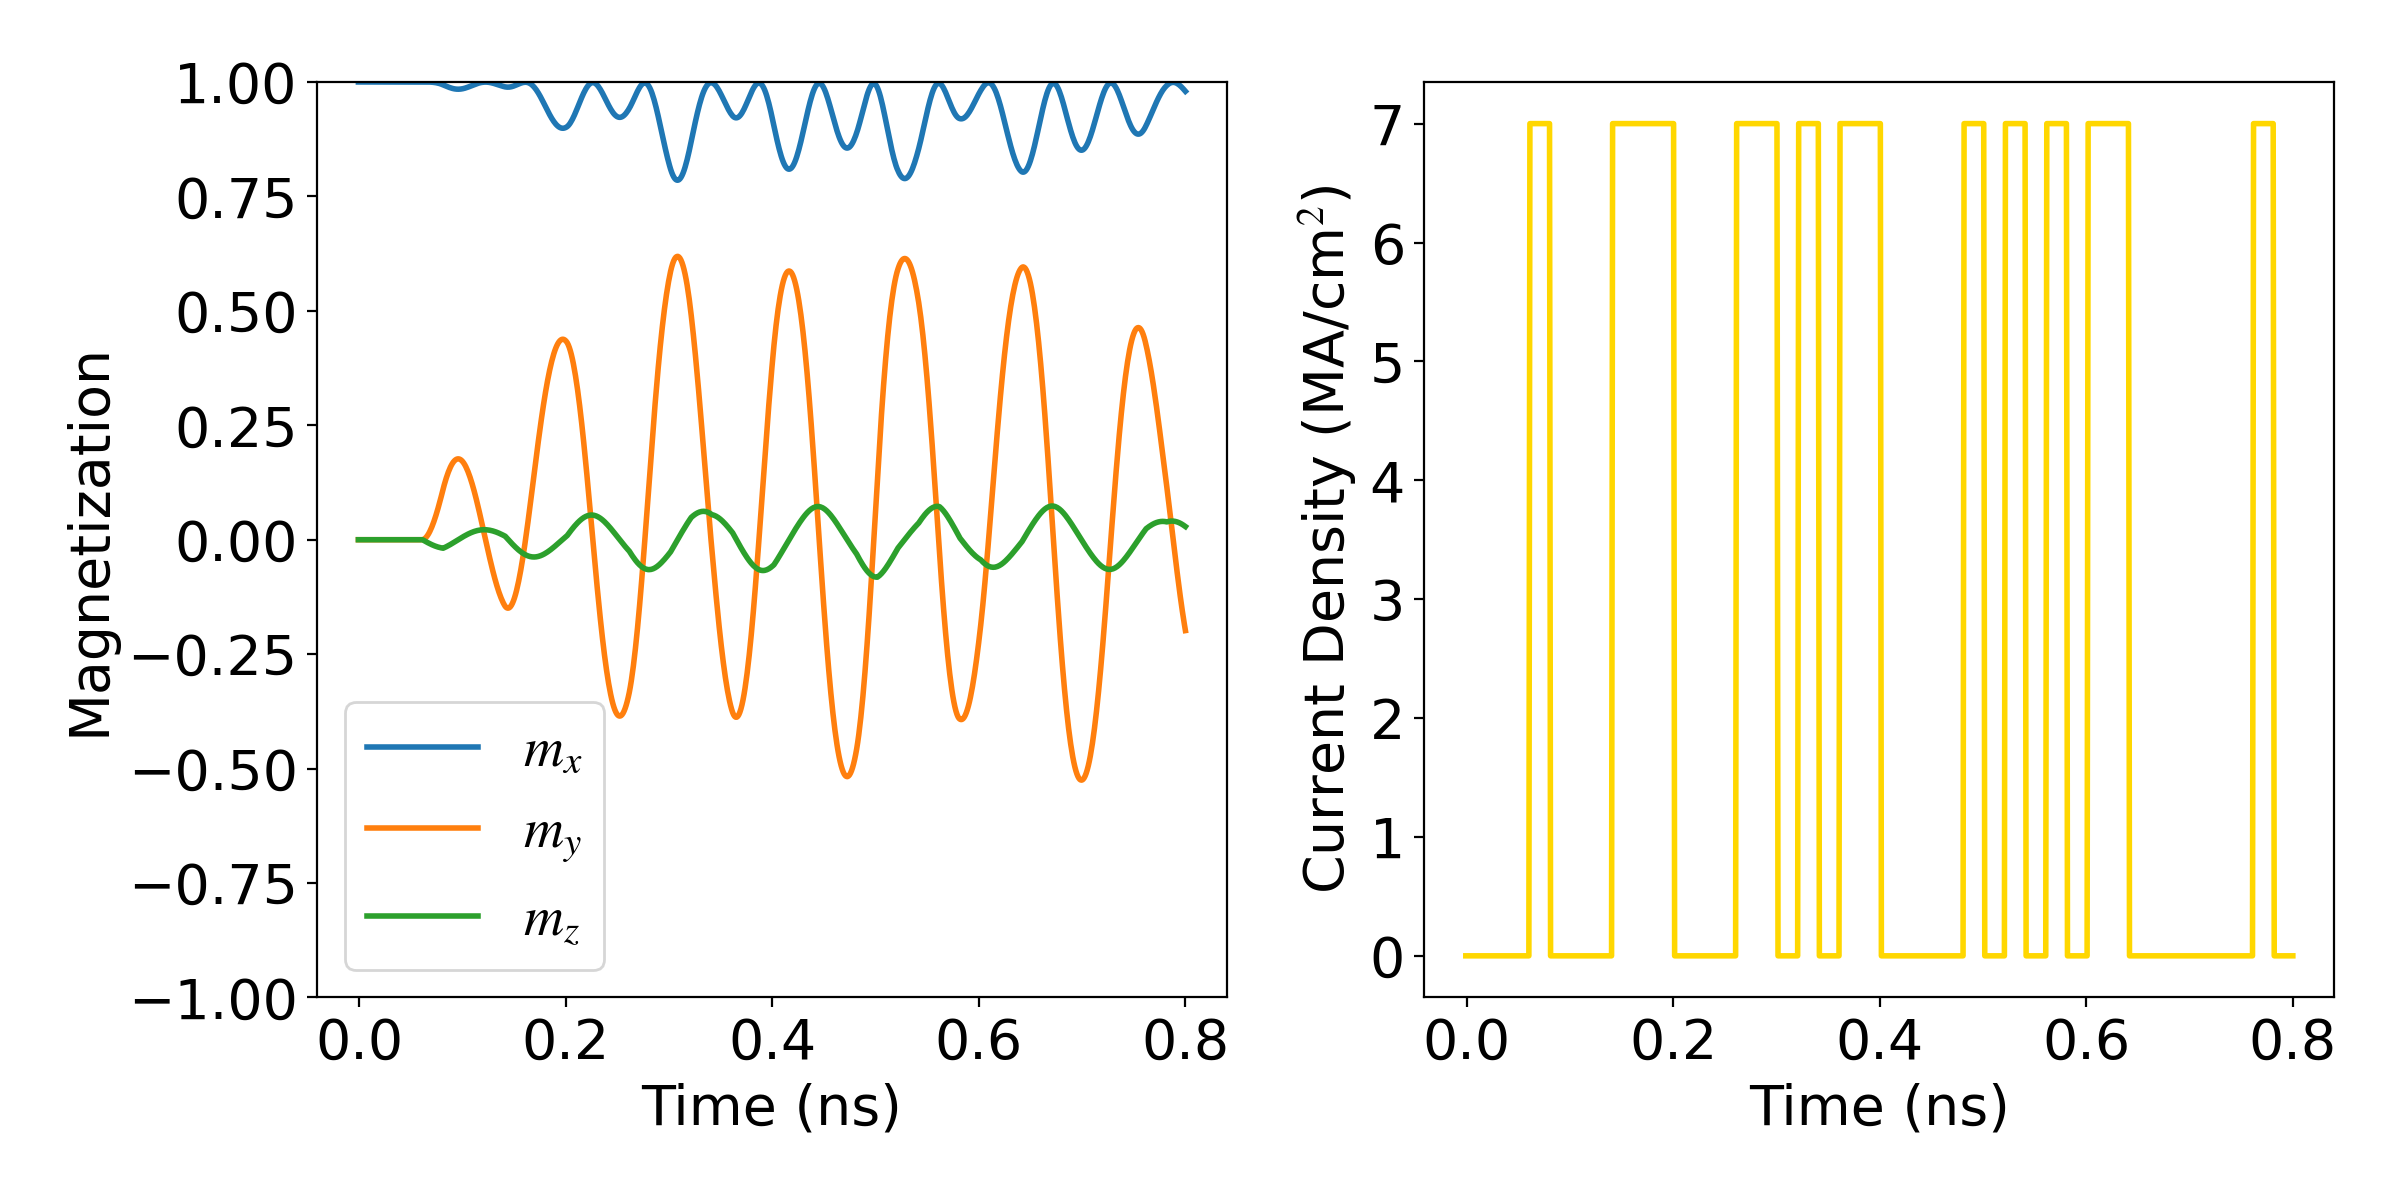 1.00
0.75
0.50
0.25
0.00
−0.25
−0.50
−0.75
−1.00
Magnetization
m_x
m_y
m_z
0.0 0.2 0.4 0.6 0.8
Time (ns)
7
6
5
4
3
2
1
0
Current Density (MA/cm²)
0.0 0.2 0.4 0.6 0.8
Time (ns)